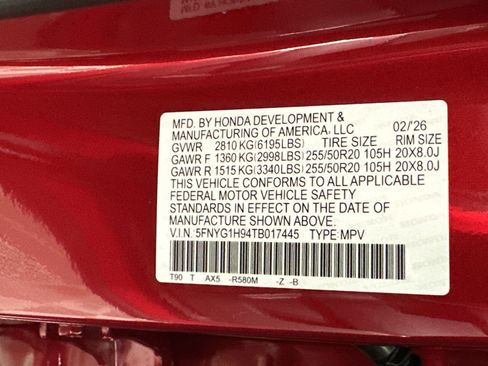 MFD. BY HONDA DEVELOPMENT & 02/'26
MANUFACTURING OF AMERICA, LLC
GVWR 2810 KG(6195LBS) TIRE SIZE RIM SIZE
GAWR F 1360 KG(2998LBS) 255/50R20 105H 20X8.0J
GAWR R 1515 KG(3340LBS) 255/50R20 105H 20X8.0J
THIS VEHICLE CONFORMS TO ALL APPLICABLE
FEDERAL MOTOR VEHICLE SAFETY
STANDARDS IN EFFECT ON THE DATE OF
MANUFACTURE SHOWN ABOVE.
V.I.N. 5FNYG1H94TB017445 TYPE:MPV
T90 T AX5 -R580M -Z -B